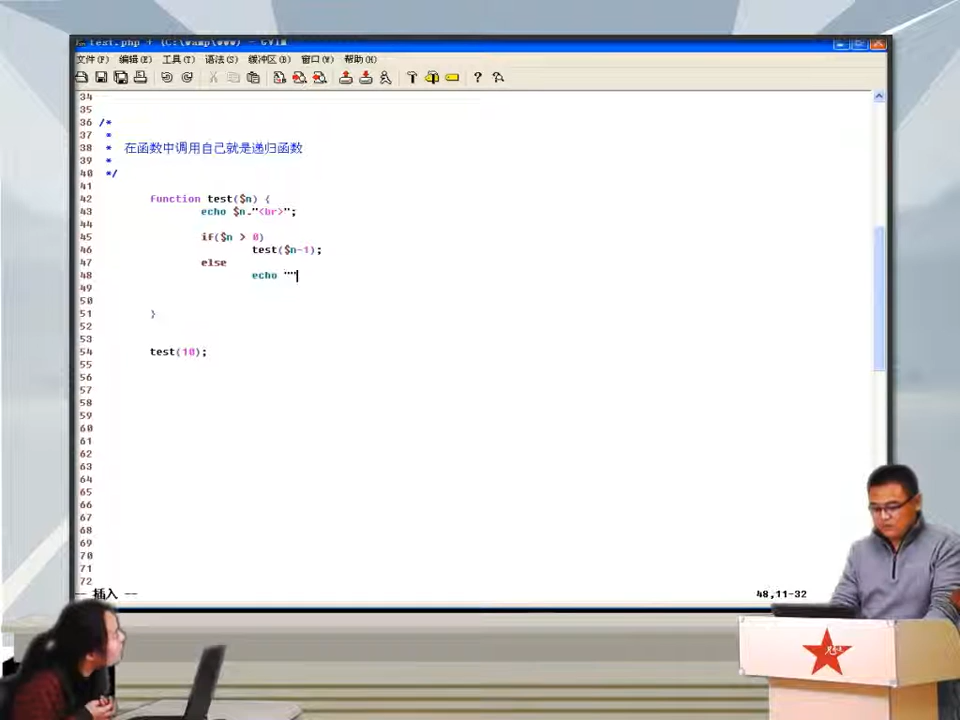 test.php + (C:\wamp\www) - GVIM
文件(F) 编辑(E) 工具(T) 语法(S) 缓冲区(B) 窗口(W) 帮助(H)
34
35
36 /*
37 *
38 * 在函数中调用自己就是递归函数
39 *
40 */
41
42 function test($n) {
43 echo $n."<br>";
44
45 if($n > 0)
46 test($n-1);
47 else
48 echo ""
49
50
51 }
52
53
54 test(10);
55
56
57
58
59
60
61
62
63
64
65
66
67
68
69
70
71
72
-- 插入 -- 48,11-32